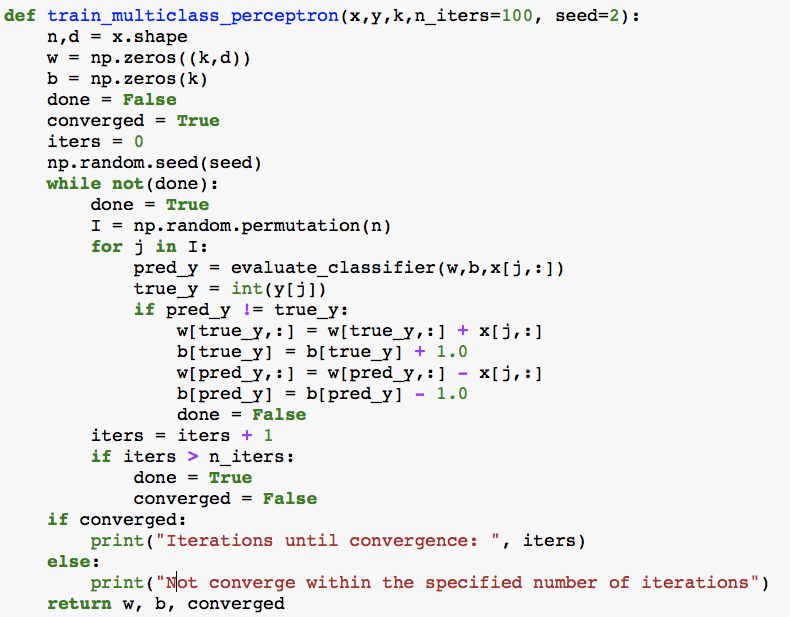 def train_multiclass_perceptron(x,y,k,n_iters=100, seed=2):
    n,d = x.shape
    w = np.zeros((k,d))
    b = np.zeros(k)
    done = False
    converged = True
    iters = 0
    np.random.seed(seed)
    while not(done):
        done = True
        I = np.random.permutation(n)
        for j in I:
            pred_y = evaluate_classifier(w,b,x[j,:])
            true_y = int(y[j])
            if pred_y != true_y:
                w[true_y,:] = w[true_y,:] + x[j,:]
                b[true_y] = b[true_y] + 1.0
                w[pred_y,:] = w[pred_y,:] - x[j,:]
                b[pred_y] = b[pred_y] - 1.0
                done = False
        iters = iters + 1
        if iters > n_iters:
            done = True
            converged = False
    if converged:
        print("Iterations until convergence: ", iters)
    else:
        print("Not converge within the specified number of iterations")
    return w, b, converged